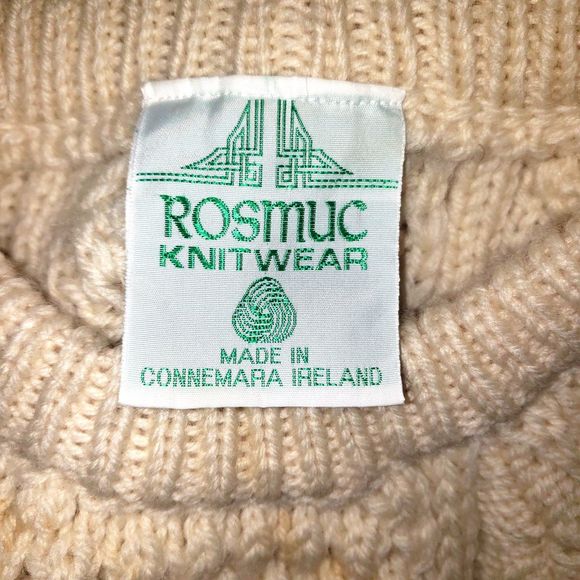 ROSMUC
KNITWEAR
MADE IN
CONNEMARA IRELAND